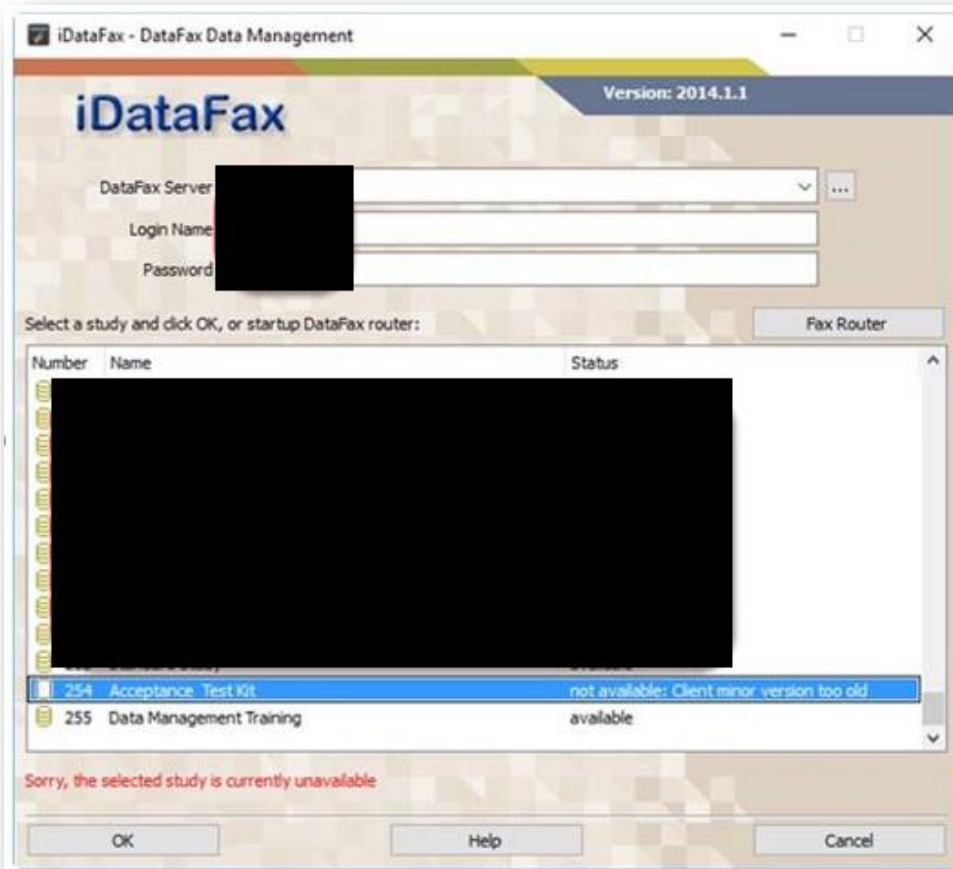 iDataFax - DataFax Data Management
iDataFax
Version: 2014.1.1
DataFax Server
...
Login Name
Password
Select a study and click OK, or startup DataFax router:
Fax Router
Number Name Status
254 Acceptance Test Kit not available: Client minor version too old
255 Data Management Training available
Sorry, the selected study is currently unavailable
OK Help Cancel